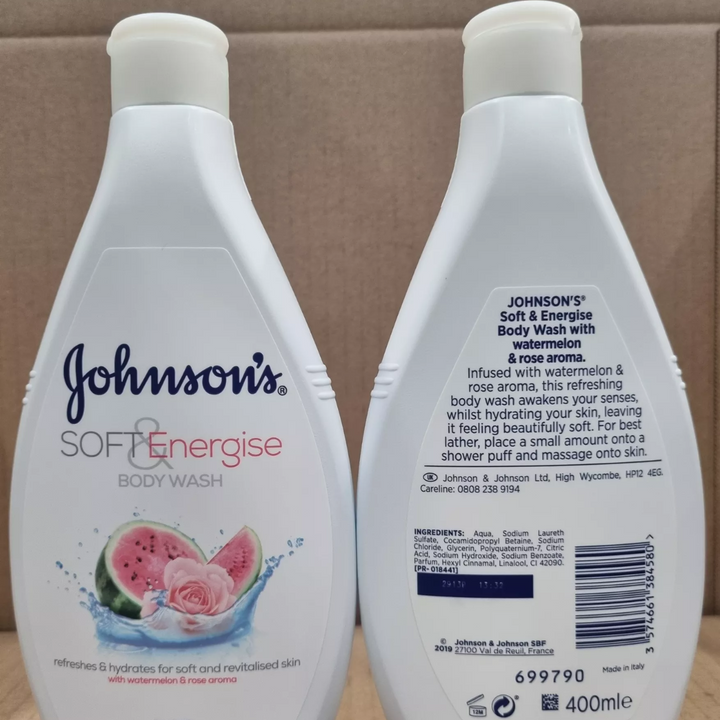 Johnson's®
SOFT & Energise
BODY WASH
refreshes & hydrates for soft and revitalised skin
with watermelon & rose aroma
JOHNSON'S®
Soft & Energise
Body Wash with
watermelon
& rose aroma.
Infused with watermelon &
rose aroma, this refreshing
body wash awakens your senses,
whilst hydrating your skin, leaving
it feeling beautifully soft. For best
lather, place a small amount onto a
shower puff and massage onto skin.
UK Johnson & Johnson Ltd, High Wycombe, HP12 4EG.
Careline: 0808 238 9194
INGREDIENTS: Aqua, Sodium Laureth
Sulfate, Cocamidopropyl Betaine, Sodium
Chloride, Glycerin, Polyquaternium-7, Citric
Acid, Sodium Hydroxide, Sodium Benzoate,
Parfum, Hexyl Cinnamal, Linalool, CI 42090.
[PR- 018441]
3 574661 384580 >
© Johnson & Johnson SBF
2019 27100 Val de Reuil, France
Made in Italy
699790
12M
400ml e